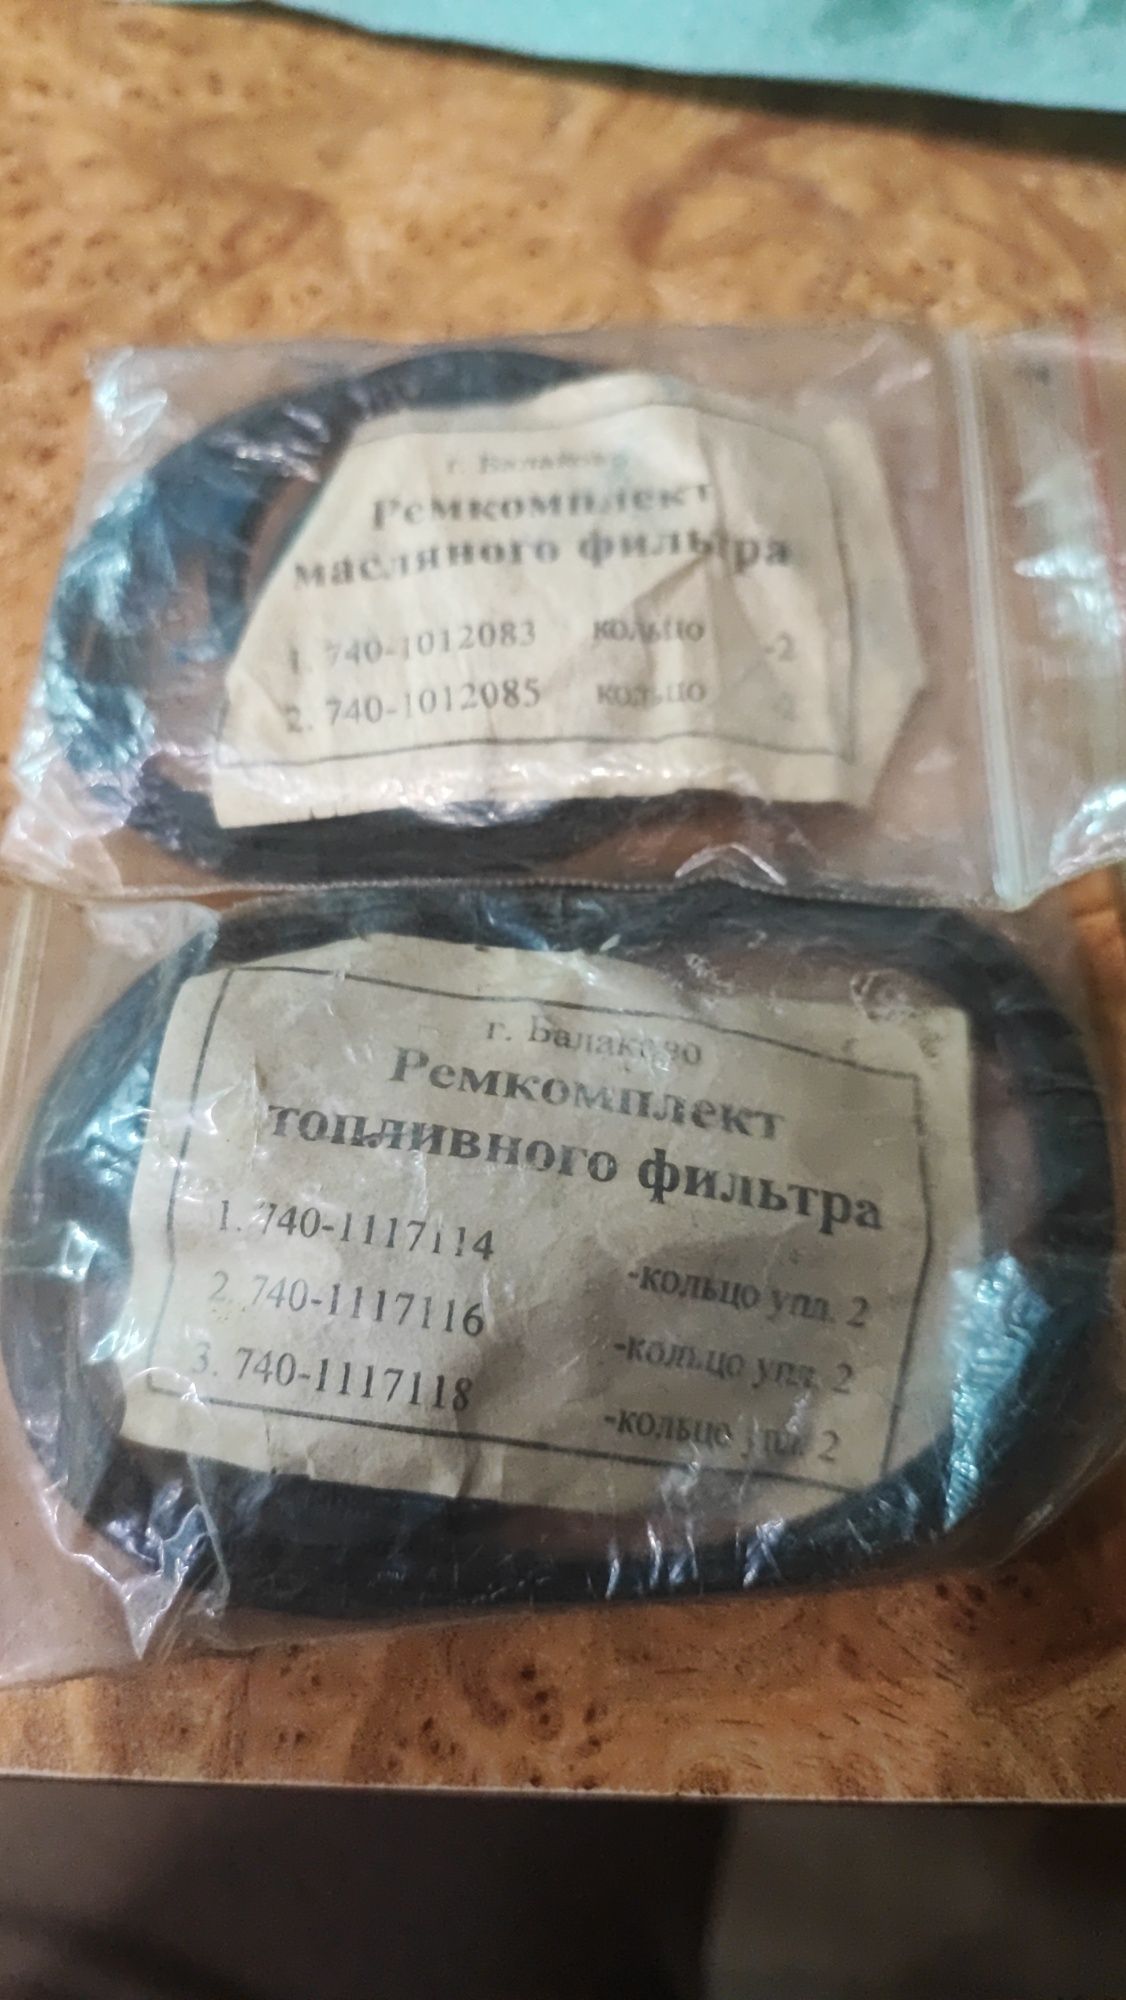 г. Балаково
Ремкомплект
масляного фильтра
1. 740-1012083 кольцо -2
2. 740-1012085 кольцо -2
г. Балаково
Ремкомплект
топливного фильтра
1. 740-1117114 -кольцо упл. 2
2. 740-1117116 -кольцо упл. 2
3. 740-1117118 -кольцо упл. 2